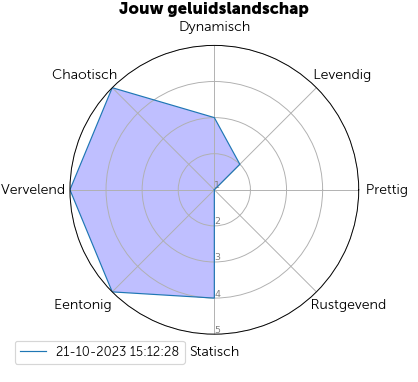 Jouw geluidslandschap
Dynamisch
Chaotisch
Levendig
Vervelend
Prettig
1
2
3
4
5
Eentonig
Rustgevend
Statisch
21-10-2023 15:12:28